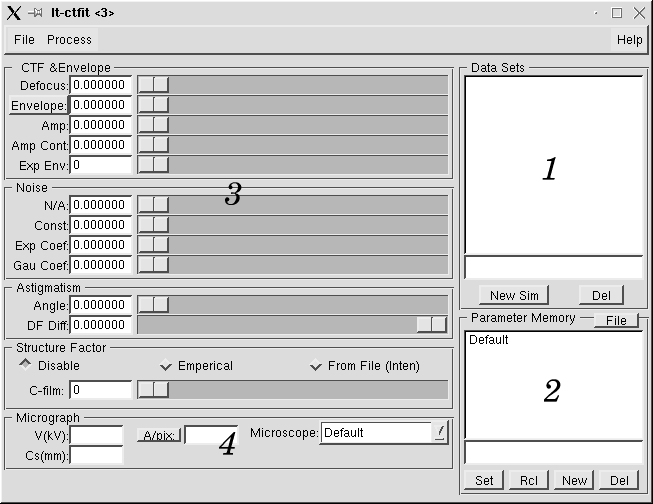 lt-ctfit <3>
File Process Help
CTF &Envelope
Defocus: 0.000000
Envelope: 0.000000
Amp: 0.000000
Amp Cont: 0.000000
Exp Env: 0
Noise
3
N/A: 0.000000
Const: 0.000000
Exp Coef: 0.000000
Gau Coef: 0.000000
Astigmatism
Angle: 0.000000
DF Diff: 0.000000
Structure Factor
Disable Emperical From File (Inten)
C-film: 0
Micrograph
V(kV): A/pix: Microscope: Default
4
Cs(mm):
Data Sets
1
New Sim Del
Parameter Memory File
Default
2
Set Rcl New Del